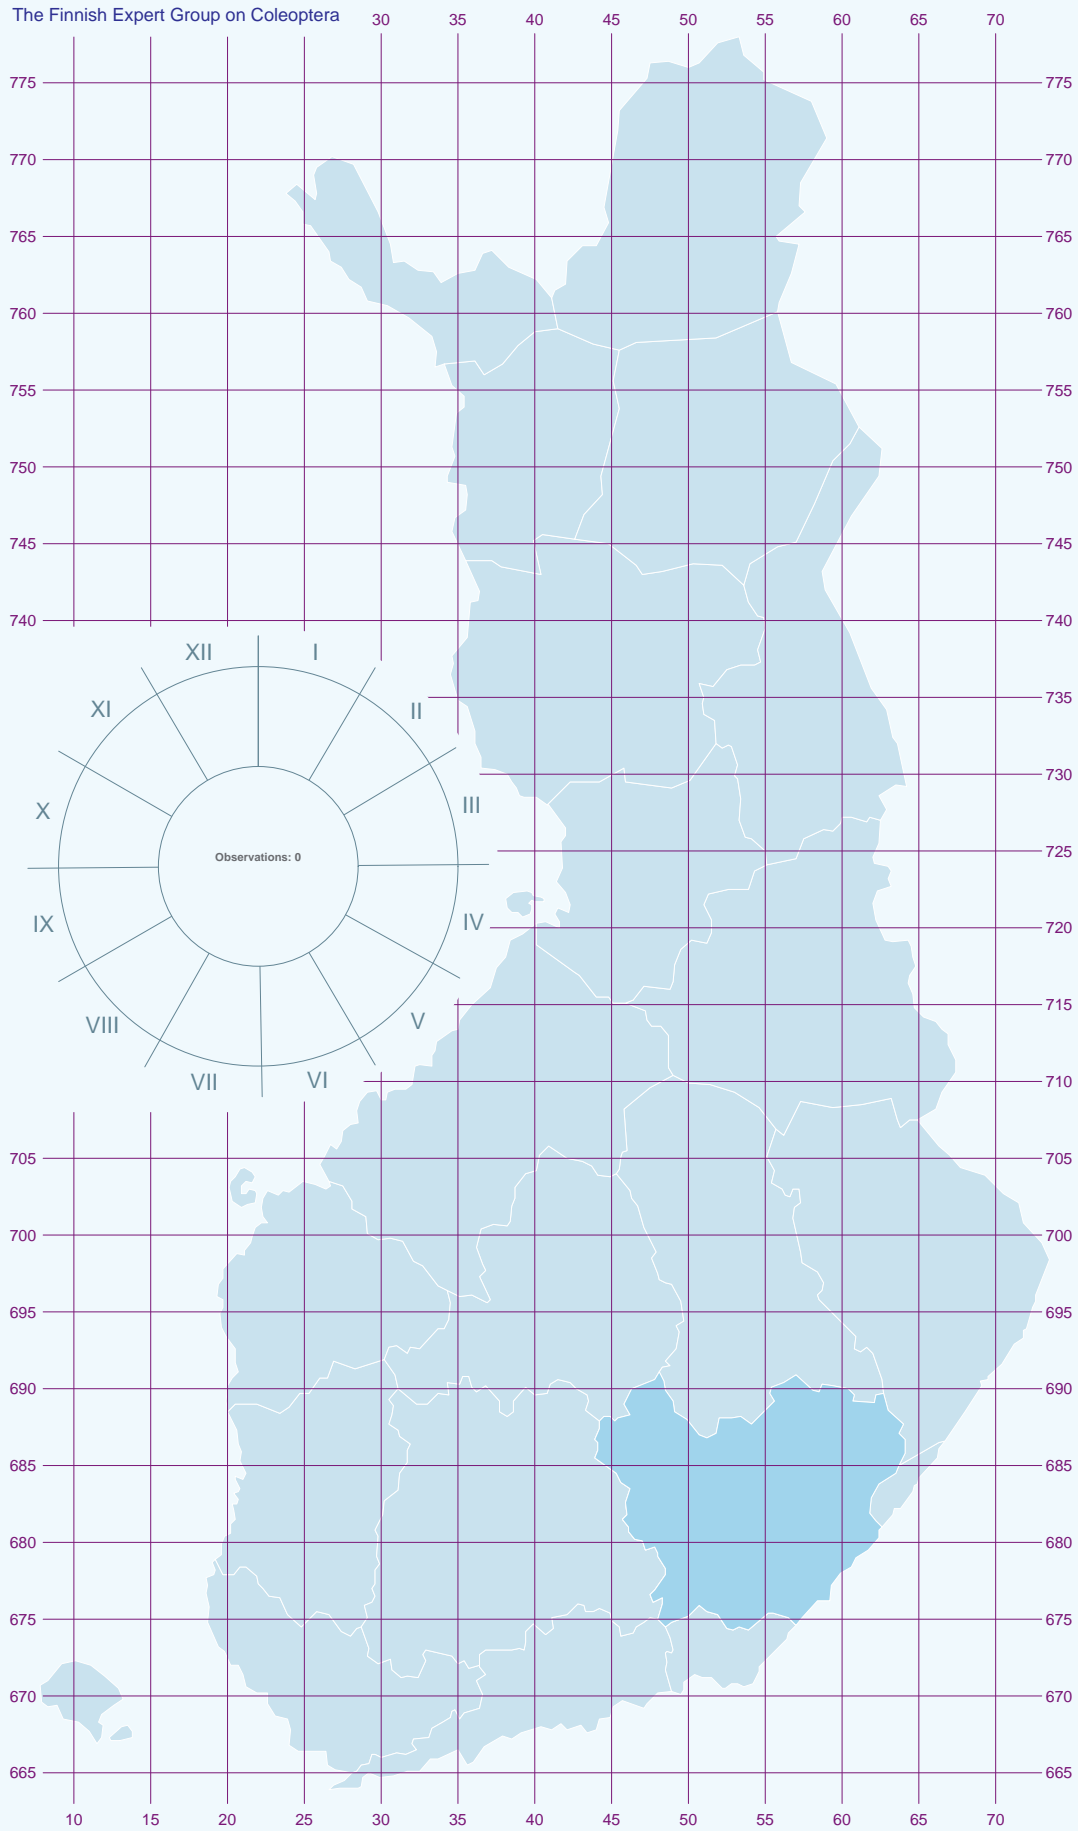 The Finnish Expert Group on Coleoptera 30 35 40 45 50 55 60 65 70
775 775
770 770
765 765
760 760
755 755
750 750
745 745
740 740
XII I
XI II
735
730
X III
Observations: 0
725
IX IV
720
715
VIII V
VII VI
710
705 705
700 700
695 695
690 690
685 685
680 680
675 675
670 670
665 665
10 15 20 25 30 35 40 45 50 55 60 65 70